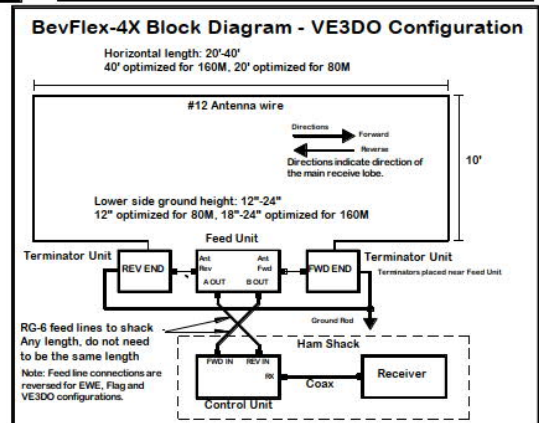 BevFlex-4X Block Diagram - VE3DO Configuration
Horizontal length: 20'-40'
40' optimized for 160M, 20' optimized for 80M
#12 Antenna wire
Directions
Forward
Reverse
Directions indicate direction of
the main receive lobe.
10'
Lower side ground height: 12"-24"
12" optimized for 80M, 18"-24" optimized for 160M
Feed Unit
Terminator Unit
REV END
Ant
Rev
Ant
Fwd
A OUT
B OUT
FWD END
Terminator Unit
Terminators placed near Feed Unit
Ground Rod
RG-6 feed lines to shack
Any length, do not need
to be the same length
Note: Feed line connections are
reversed for EWE, Flag and
VE3DO configurations.
Ham Shack
FWD IN
REV IN
RX
Control Unit
Coax
Receiver